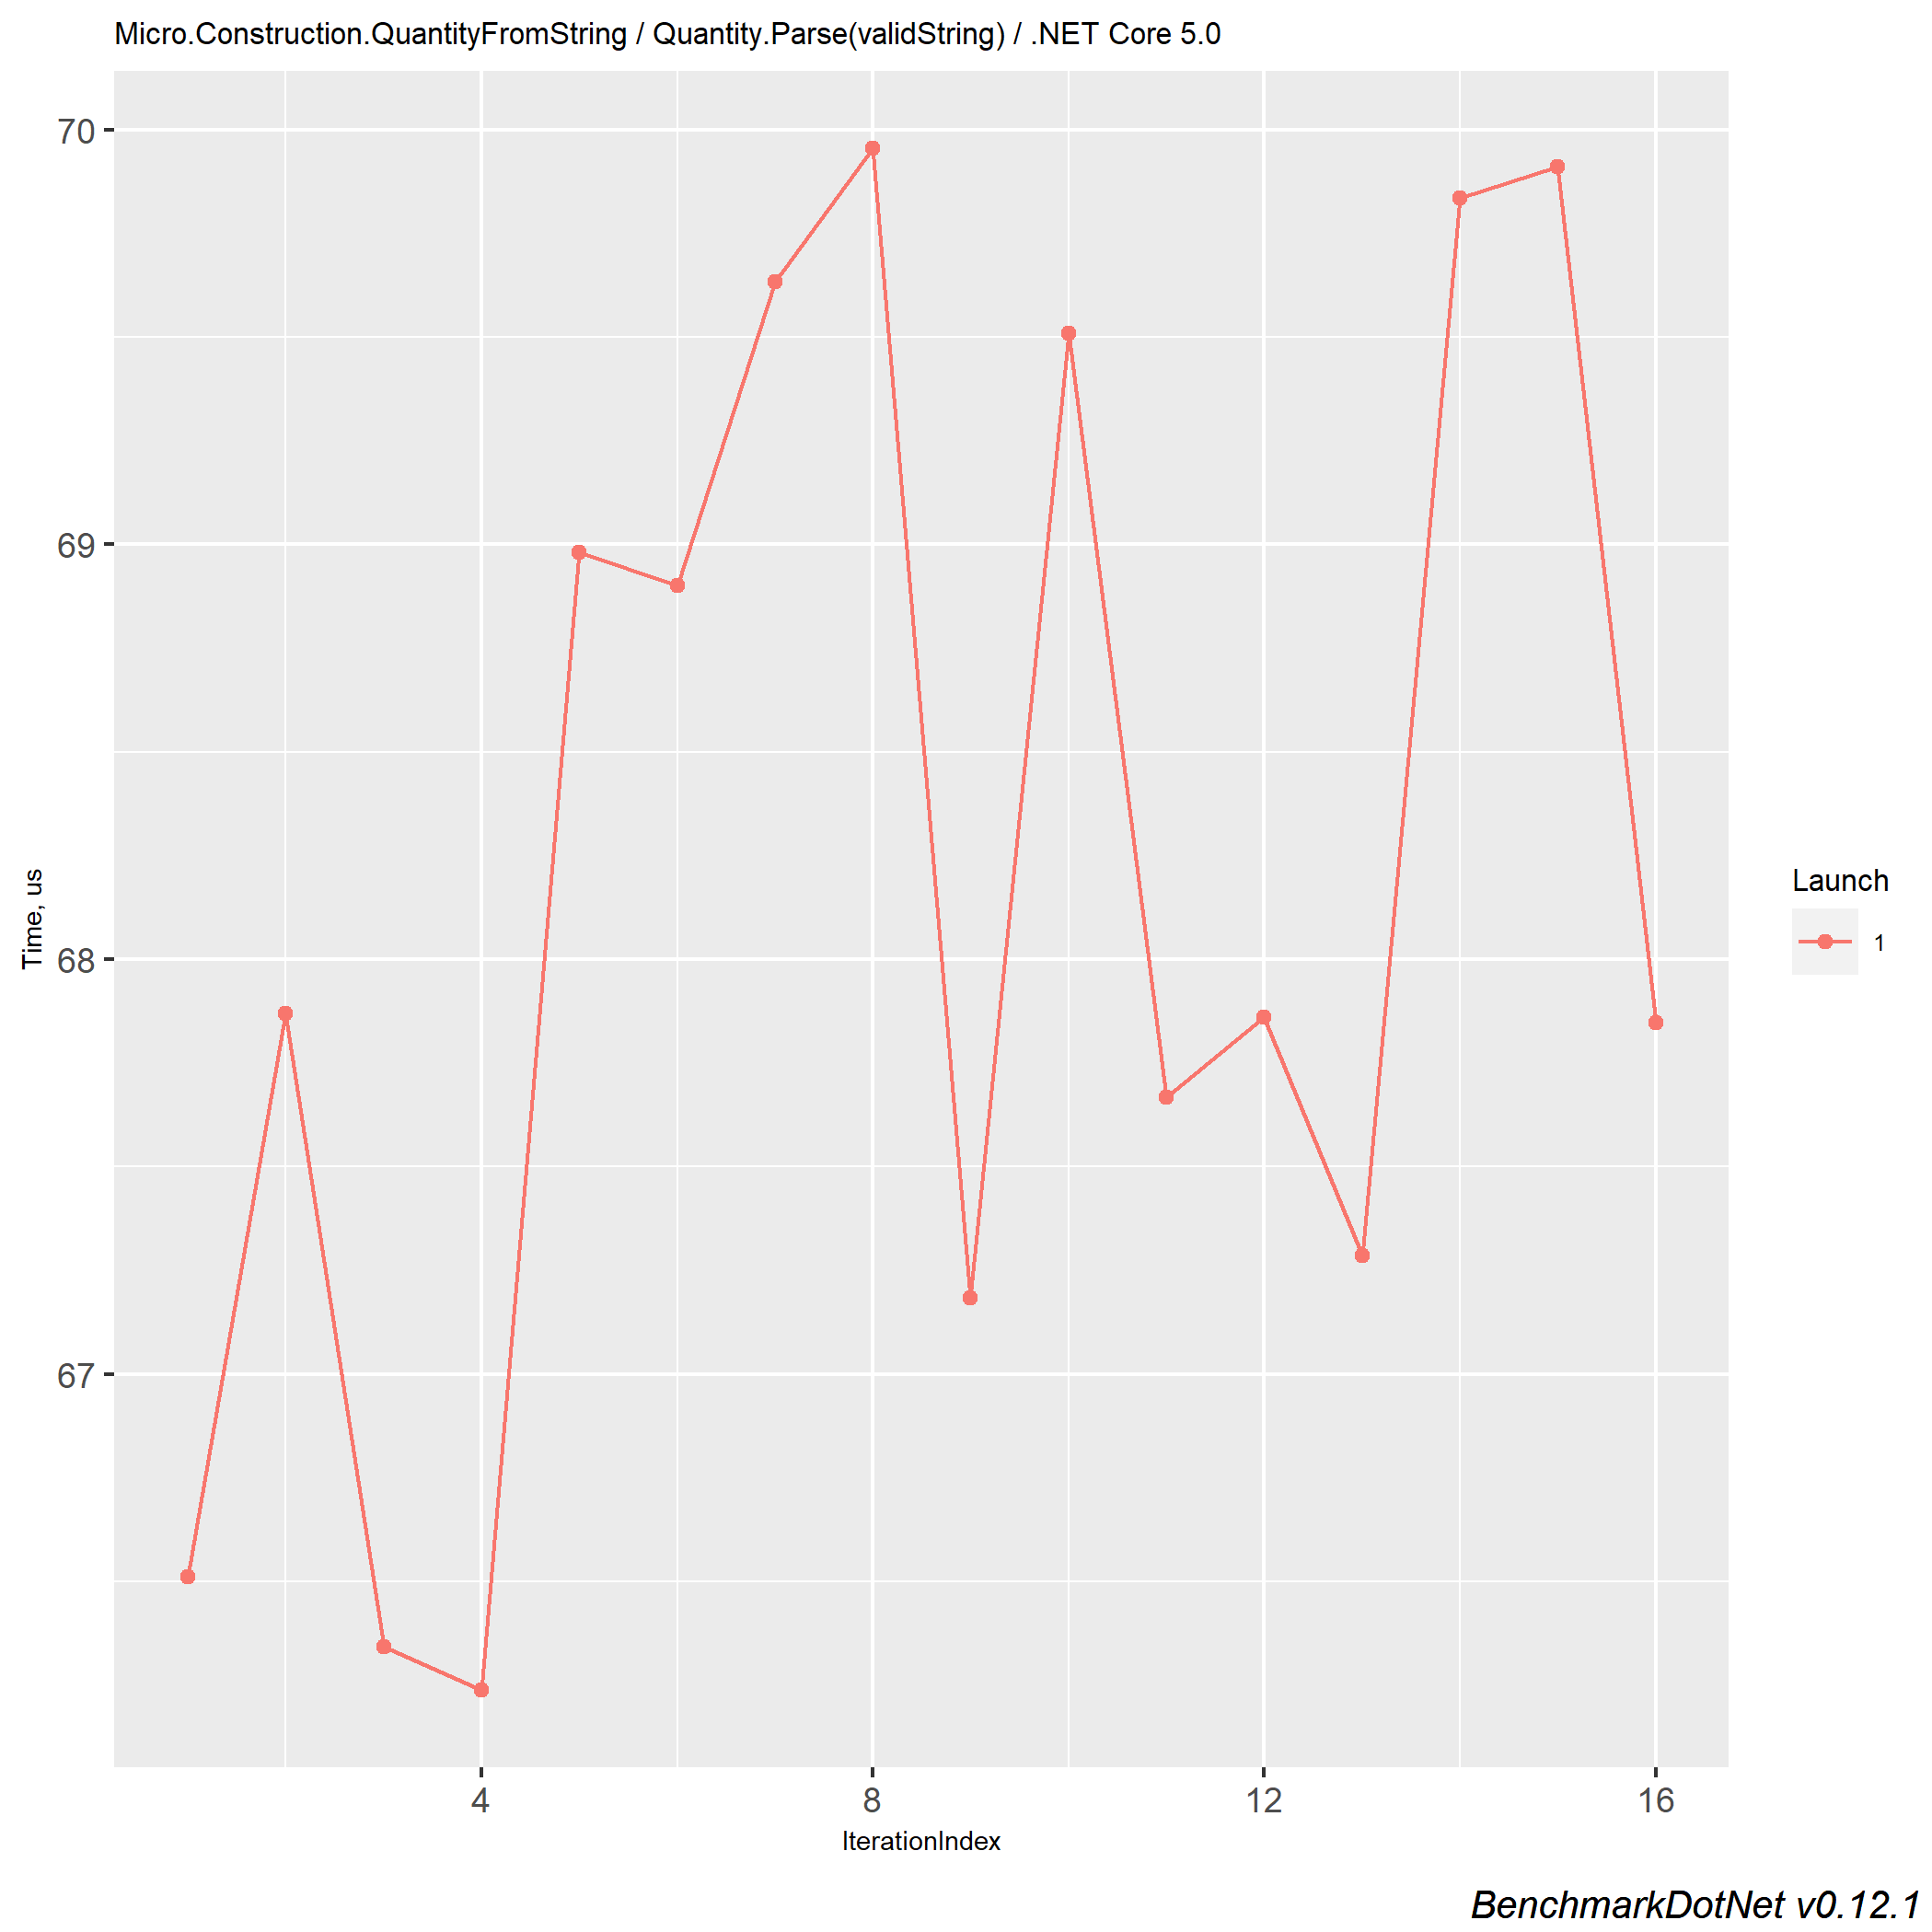 Micro.Construction.QuantityFromString / Quantity.Parse(validString) / .NET Core 5.0
70
69
68
67
Time, us
4 8 12 16
IterationIndex
Launch
1
BenchmarkDotNet v0.12.1